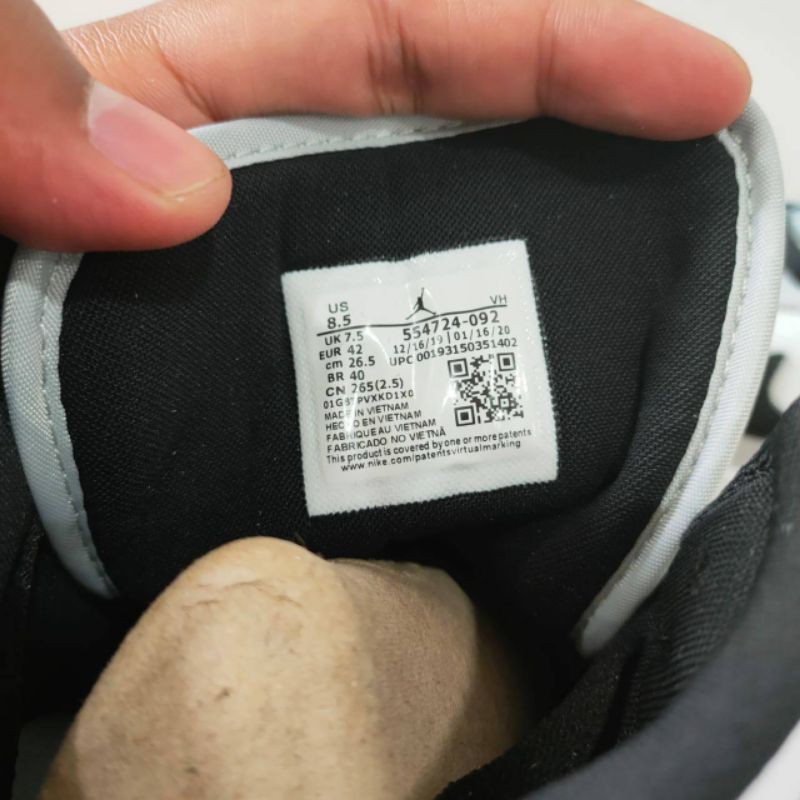 US VH
8.5 554724-092
UK 7.5 12/16/19 | 01/16/20
EUR 42 UPC 00193150351402
cm 26.5
BR 40
CN 265(2.5)
MADE IN VIETNAM
HECHO EN VIETNAM
FABRIQUE AU VIETNAM
FABRICADO NO VIETNÃ
This product is covered by one or more patents
www.nike.com/patentsvirtualmarking